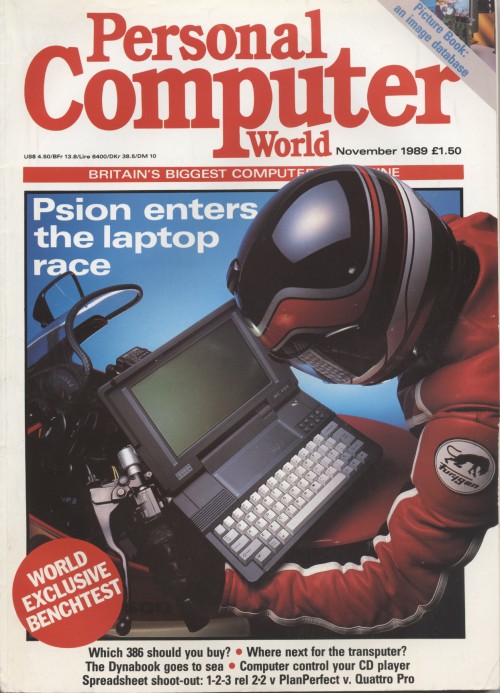 Picture Book:
an image database
Personal
Computer
World
US$ 4.50/BFr 13.8/Lire 6400/DKr 38.5/DM 10
November 1989 £1.50
BRITAIN'S BIGGEST COMPUTER
Psion enters
the laptop
race
Furygan
WORLD
EXCLUSIVE
BENCHTEST
Which 386 should you buy? • Where next for the transputer?
The Dynabook goes to sea • Computer control your CD player
Spreadsheet shoot-out: 1-2-3 rel 2·2 v PlanPerfect v. Quattro Pro